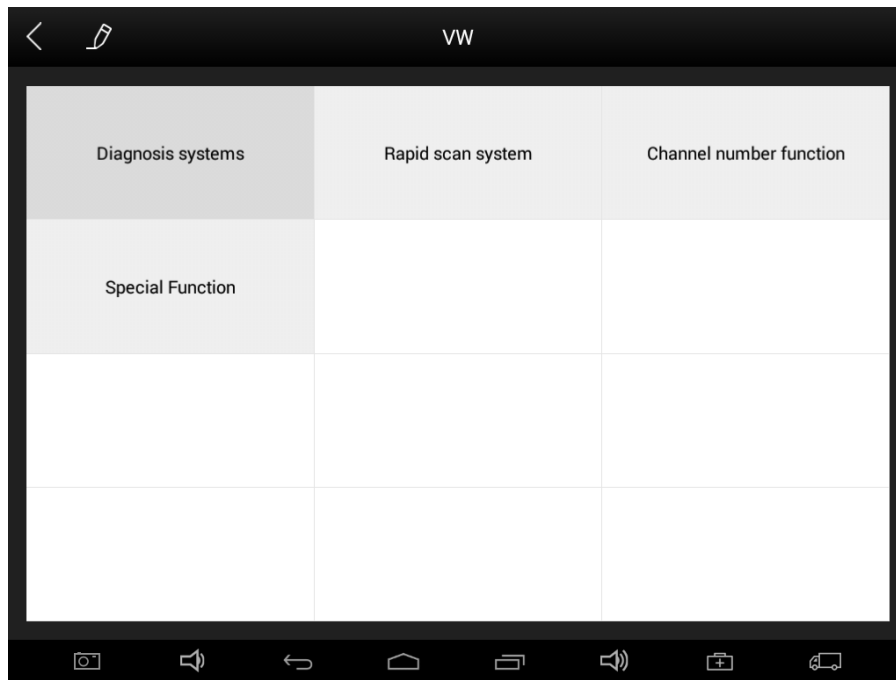 VW
Diagnosis systems
Rapid scan system
Channel number function
Special Function